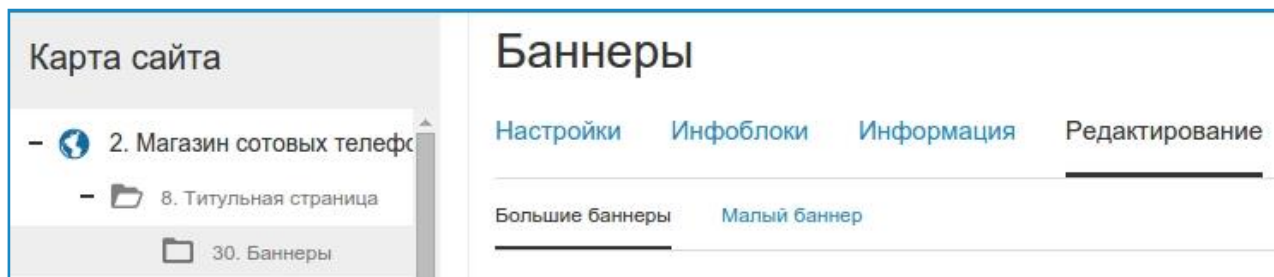 Карта сайта
2. Магазин сотовых телефо
8. Титульная страница
30. Баннеры
Баннеры
Настройки Инфоблоки Информация Редактирование
Большие баннеры Малый баннер